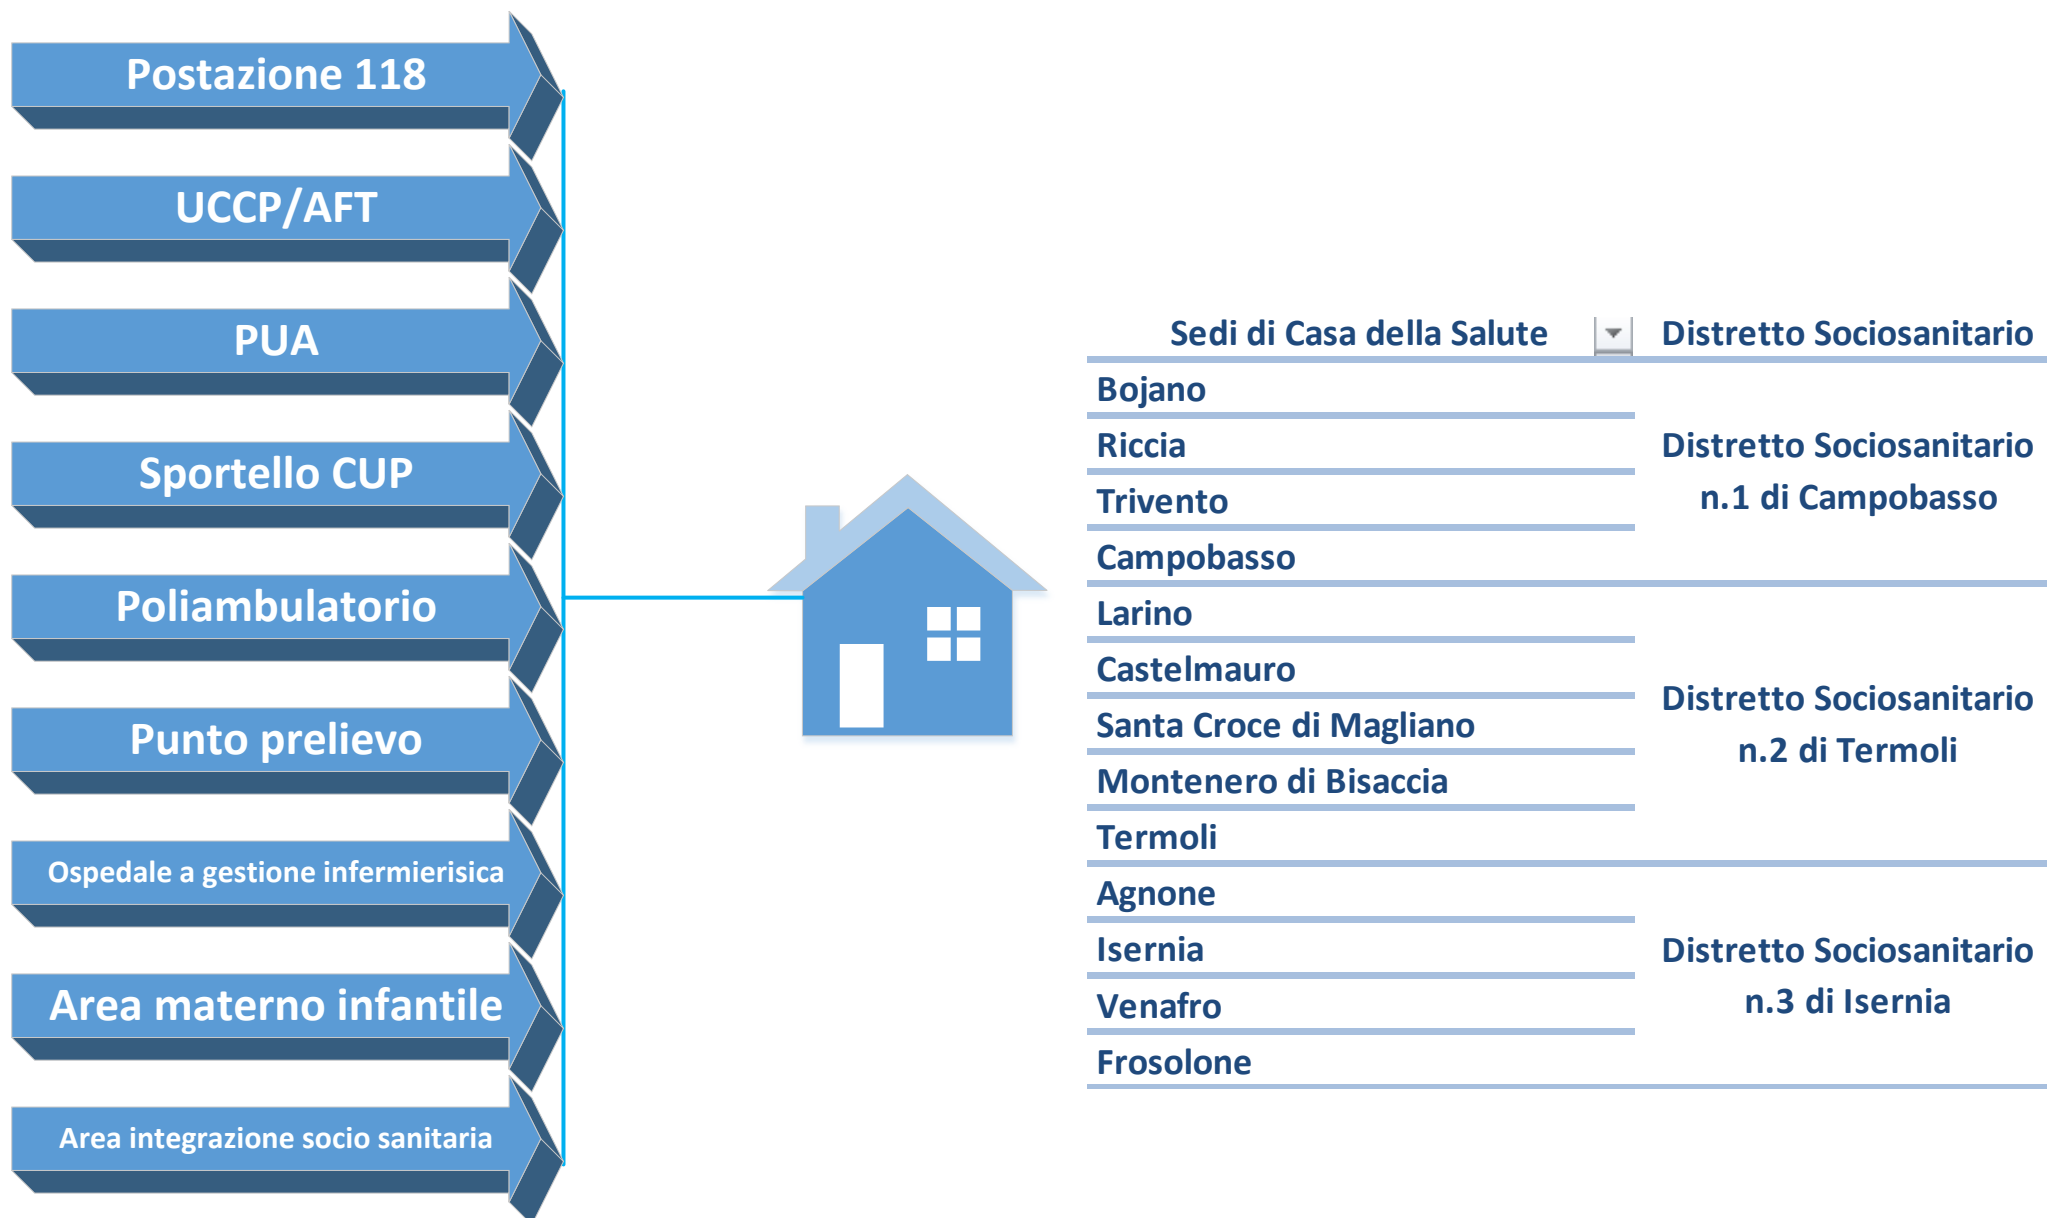 Postazione 118
UCCP/AFT
PUA
Sportello CUP
Poliambulatorio
Punto prelievo
Ospedale a gestione infermierisica
Area materno infantile
Area integrazione socio sanitaria
Sedi di Casa della Salute
Distretto Sociosanitario
Bojano
Riccia
Trivento
Campobasso
Distretto Sociosanitario
n.1 di Campobasso
Larino
Castelmauro
Santa Croce di Magliano
Montenero di Bisaccia
Termoli
Distretto Sociosanitario
n.2 di Termoli
Agnone
Isernia
Venafro
Frosolone
Distretto Sociosanitario
n.3 di Isernia